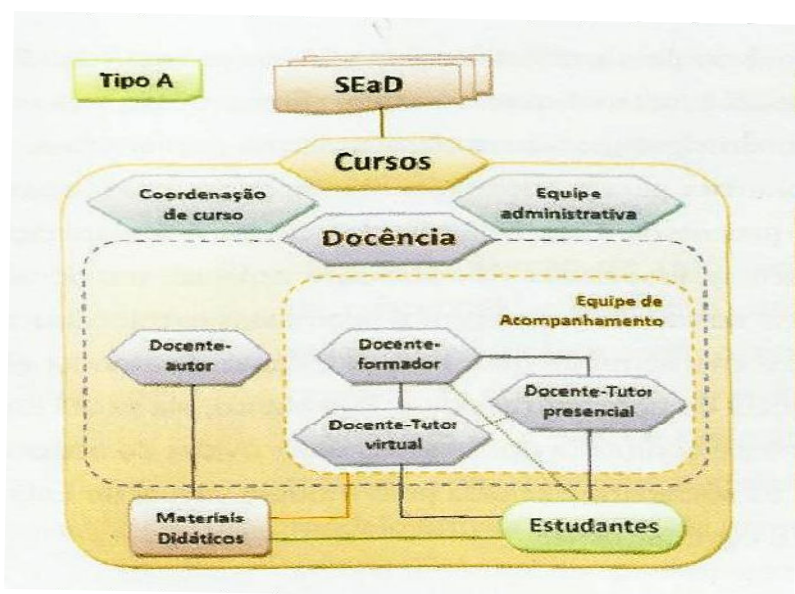 Tipo A
SEaD
Cursos
Coordenação
de curso
Equipe
administrativa
Docência
Equipe de
Acompanhamento
Docente-
autor
Docente-
formador
Docente-Tutor
presencial
Docente-Tutor
virtual
Materiais
Didáticos
Estudantes